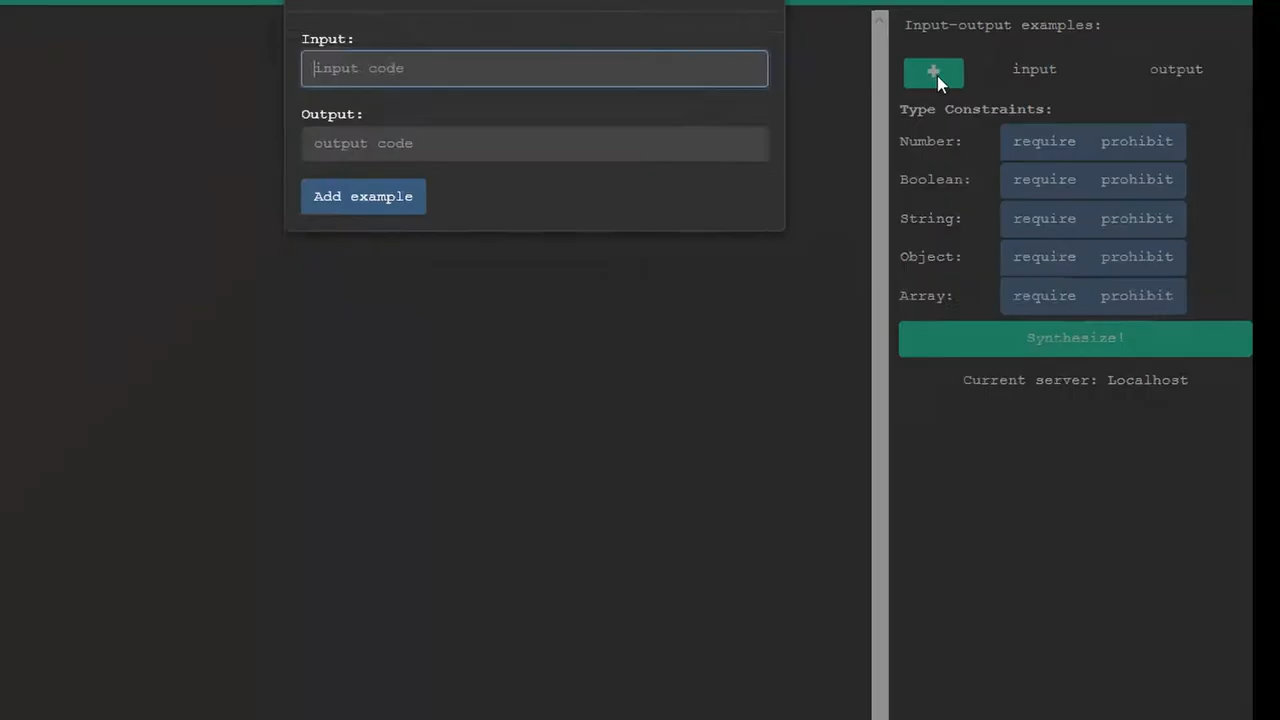 Input:
input code
Output:
output code
Add example
Input-output examples:
+ input output
Type Constraints:
Number: require prohibit
Boolean: require prohibit
String: require prohibit
Object: require prohibit
Array: require prohibit
Synthesize!
Current server: Localhost